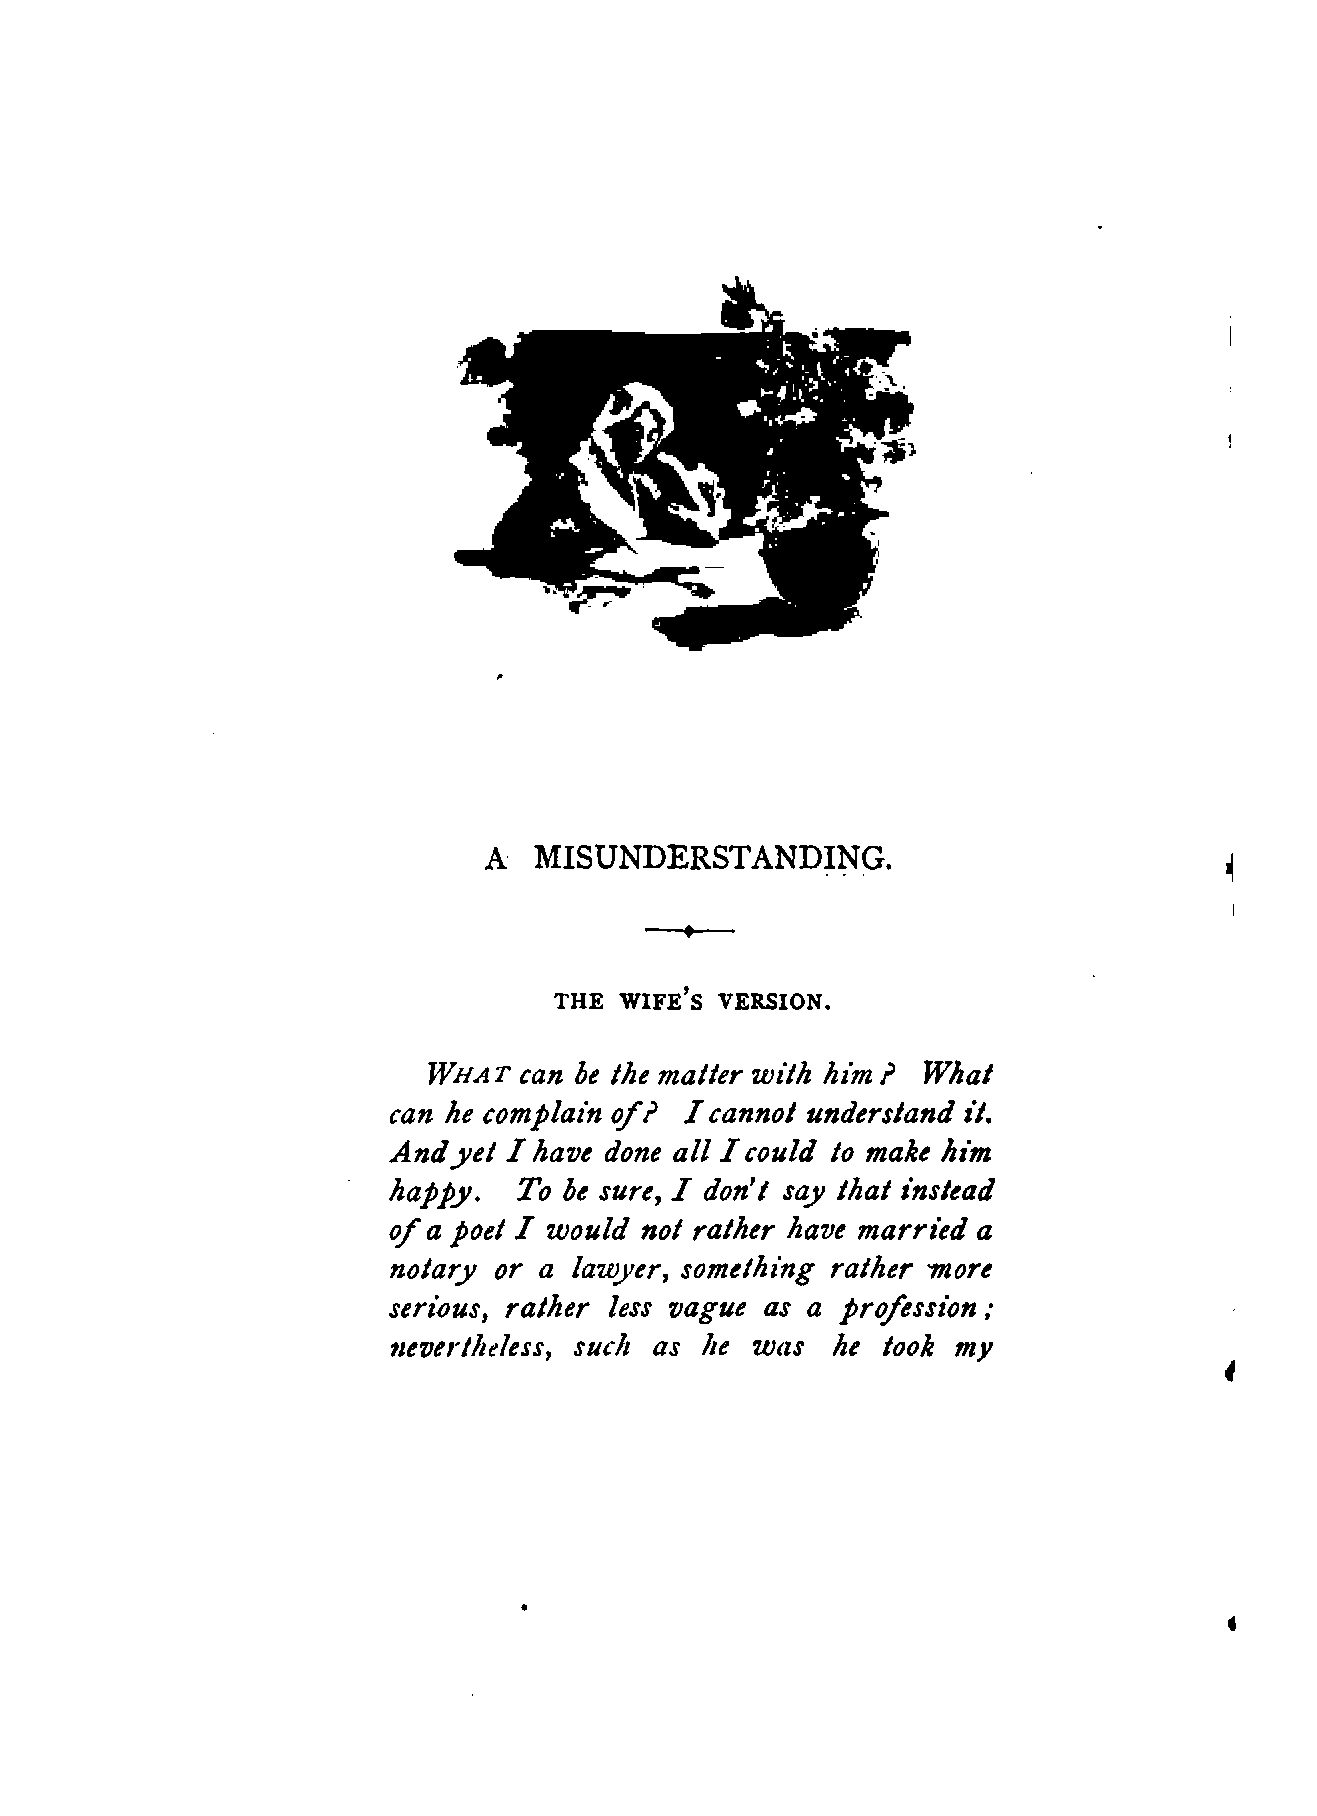 A MISUNDERSTANDING.
THE WIFE'S VERSION.
WHAT can be the matter with him? What
can he complain of? I cannot understand it.
And yet I have done all I could to make him
happy. To be sure, I don't say that instead
of a poet I would not rather have married a
notary or a lawyer, something rather more
serious, rather less vague as a profession;
nevertheless, such as he was he took my